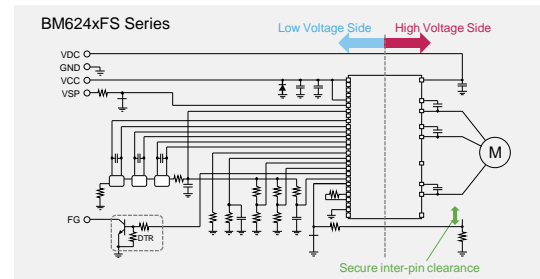 BM624xFS Series
Low Voltage Side High Voltage Side
VDC
GND
VCC
VSP
M
FG
DTR
Secure inter-pin clearance